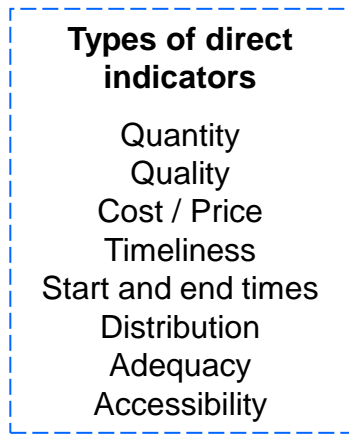 Types of direct
indicators
Quantity
Quality
Cost / Price
Timeliness
Start and end times
Distribution
Adequacy
Accessibility